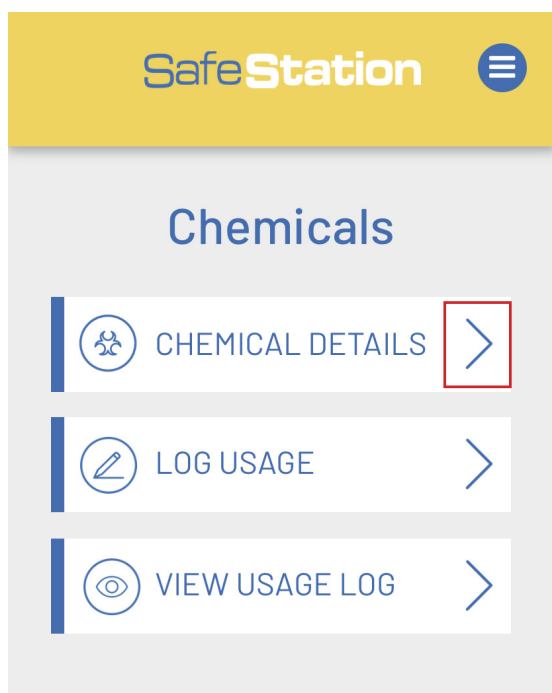 SafeStation
Chemicals
CHEMICAL DETAILS
LOG USAGE
VIEW USAGE LOG